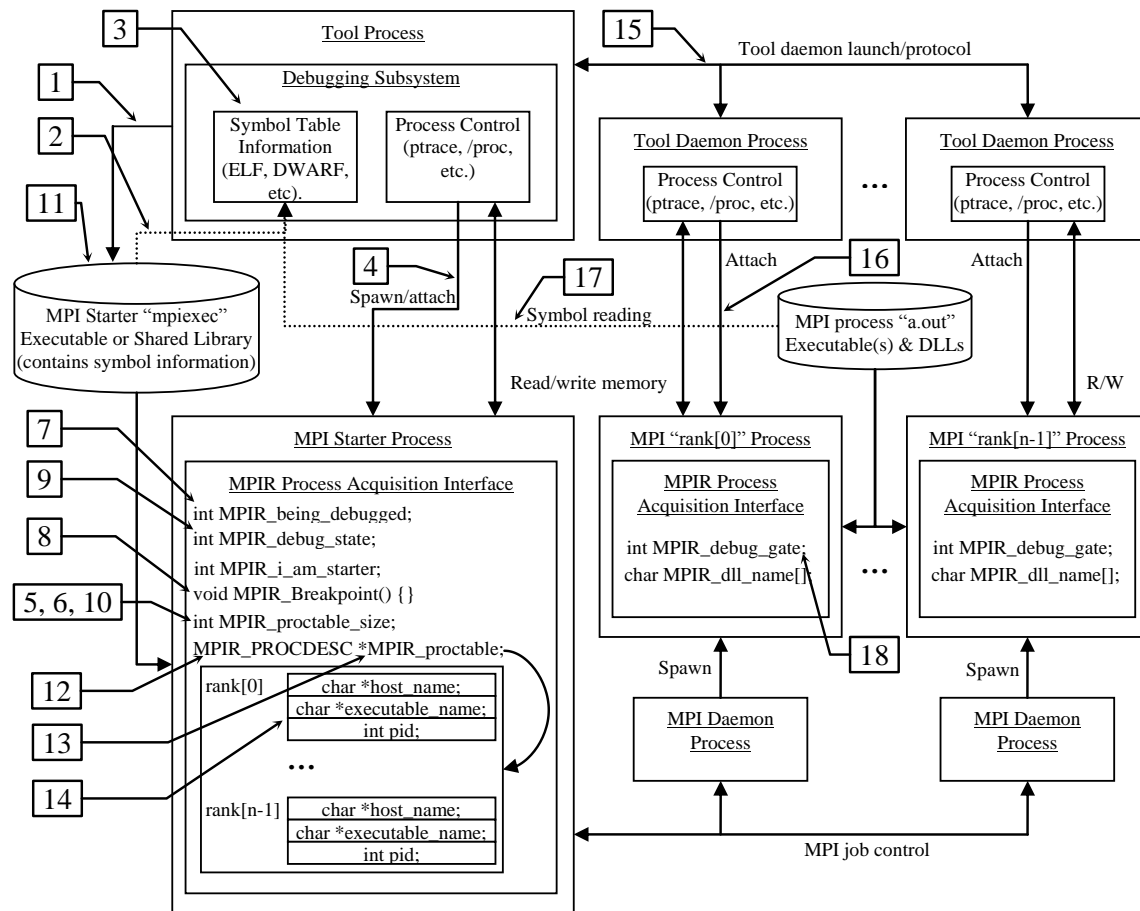 3
Tool Process
15
Tool daemon launch/protocol
1
Debugging Subsystem
2
Symbol Table
Information
(ELF, DWARF,
etc).
Process Control
(ptrace, /proc,
etc.)
Tool Daemon Process
Process Control
(ptrace, /proc, etc.)
...
Tool Daemon Process
Process Control
(ptrace, /proc, etc.)
11
4
Spawn/attach
17
Symbol reading
Attach
16
Attach
MPI Starter “mpiexec”
Executable or Shared Library
(contains symbol information)
MPI process “a.out”
Executable(s) & DLLs
Read/write memory
R/W
7
9
8
5, 6, 10
12
13
14
MPI Starter Process
MPIR Process Acquisition Interface
int MPIR_being_debugged;
int MPIR_debug_state;
int MPIR_i_am_starter;
void MPIR_Breakpoint() {}
int MPIR_proctable_size;
MPIR_PROCDESC *MPIR_proctable;
rank[0]
char *host_name;
char *executable_name;
int pid;
...
rank[n-1]
char *host_name;
char *executable_name;
int pid;
MPI “rank[0]” Process
MPIR Process
Acquisition Interface
int MPIR_debug_gate;
char MPIR_dll_name[];
...
MPI “rank[n-1]” Process
MPIR Process
Acquisition Interface
int MPIR_debug_gate;
char MPIR_dll_name[];
18
Spawn
Spawn
MPI Daemon
Process
...
MPI Daemon
Process
MPI job control